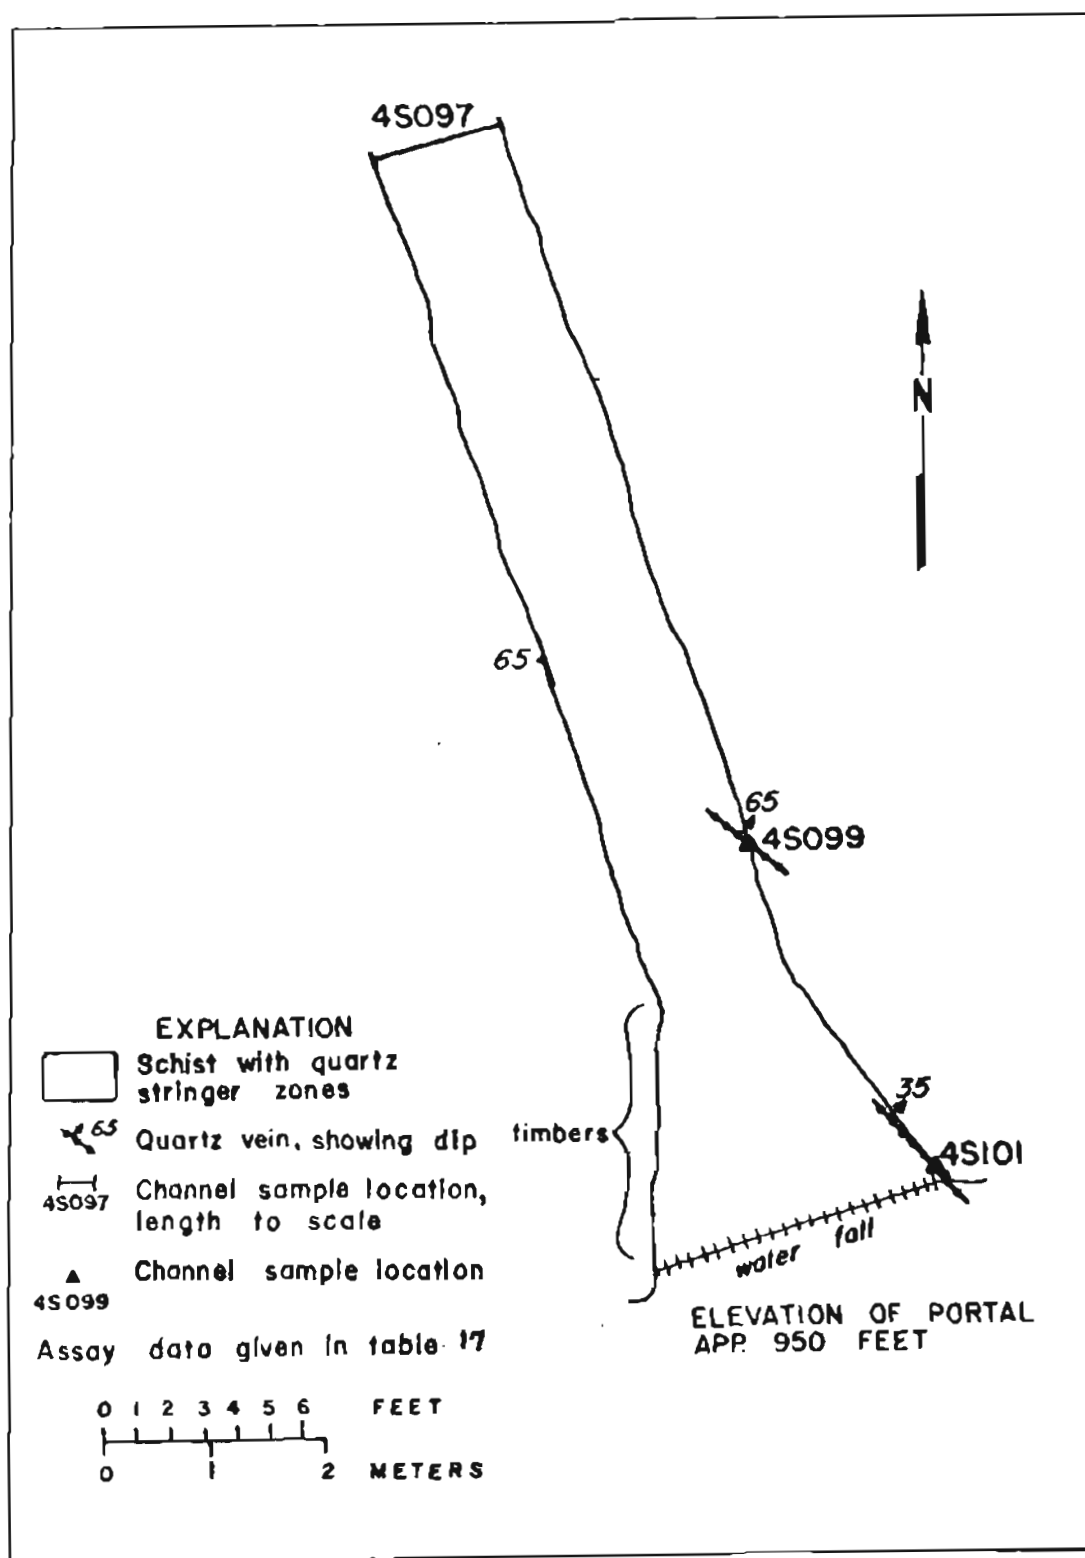 4S097
N
65
65
4S099
35
4S101
timbers
water fall
ELEVATION OF PORTAL
APP. 950 FEET
EXPLANATION
Schist with quartz
stringer zones
65
Quartz vein, showing dip
4S097
Channel sample location,
length to scale
4S099
Channel sample location
Assay data given in table 17
0 1 2 3 4 5 6 FEET
0 1 2 METERS